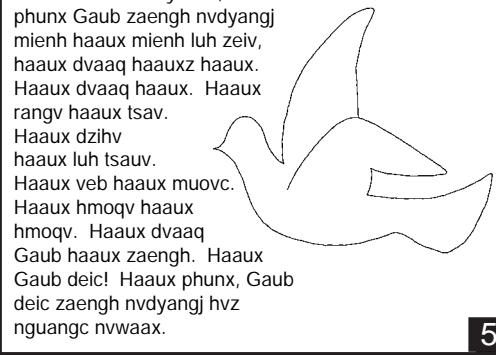 phunx Gaub zaengh nvdyangj
mienh haaux mienh luh zeiv,
haaux dvaaq haauxz haaux.
Haaux dvaaq haaux.  Haaux
rangv haaux tsav.
Haaux dzihv
haaux luh tsauv.
Haaux veb haaux muovc.
Haaux hmoqv haaux
hmoqv.  Haaux dvaaq
Gaub haaux zaengh.  Haaux
Gaub deic!  Haaux phunx, Gaub
deic zaengh nvdyangj hvz
nguangc nvwaax.
5